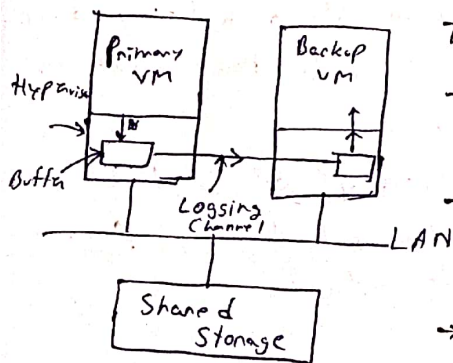 Primary
VM
Backup
VM
Hypervisor
Buffer
Logging
Channel
LAN
Shared
Storage